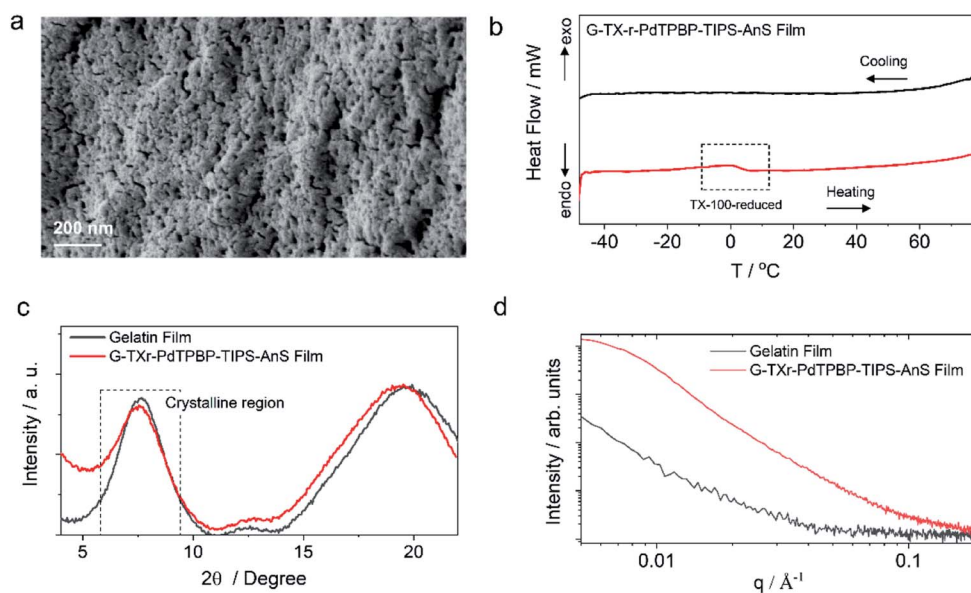 a
200 nm
b
G-TX-r-PdTPBP-TIPS-AnS Film
Heat Flow / mW
exo
endo
Cooling
TX-100-reduced
Heating
-40 -20 0 20 40 60
T / °C
c
Gelatin Film
G-TXr-PdTPBP-TIPS-AnS Film
Crystalline region
Intensity / a. u.
5 10 15 20
2θ / Degree
d
Gelatin Film
G-TXr-PdTPBP-TIPS-AnS Film
Intensity / arb. units
0.01 0.1
q / Å-1